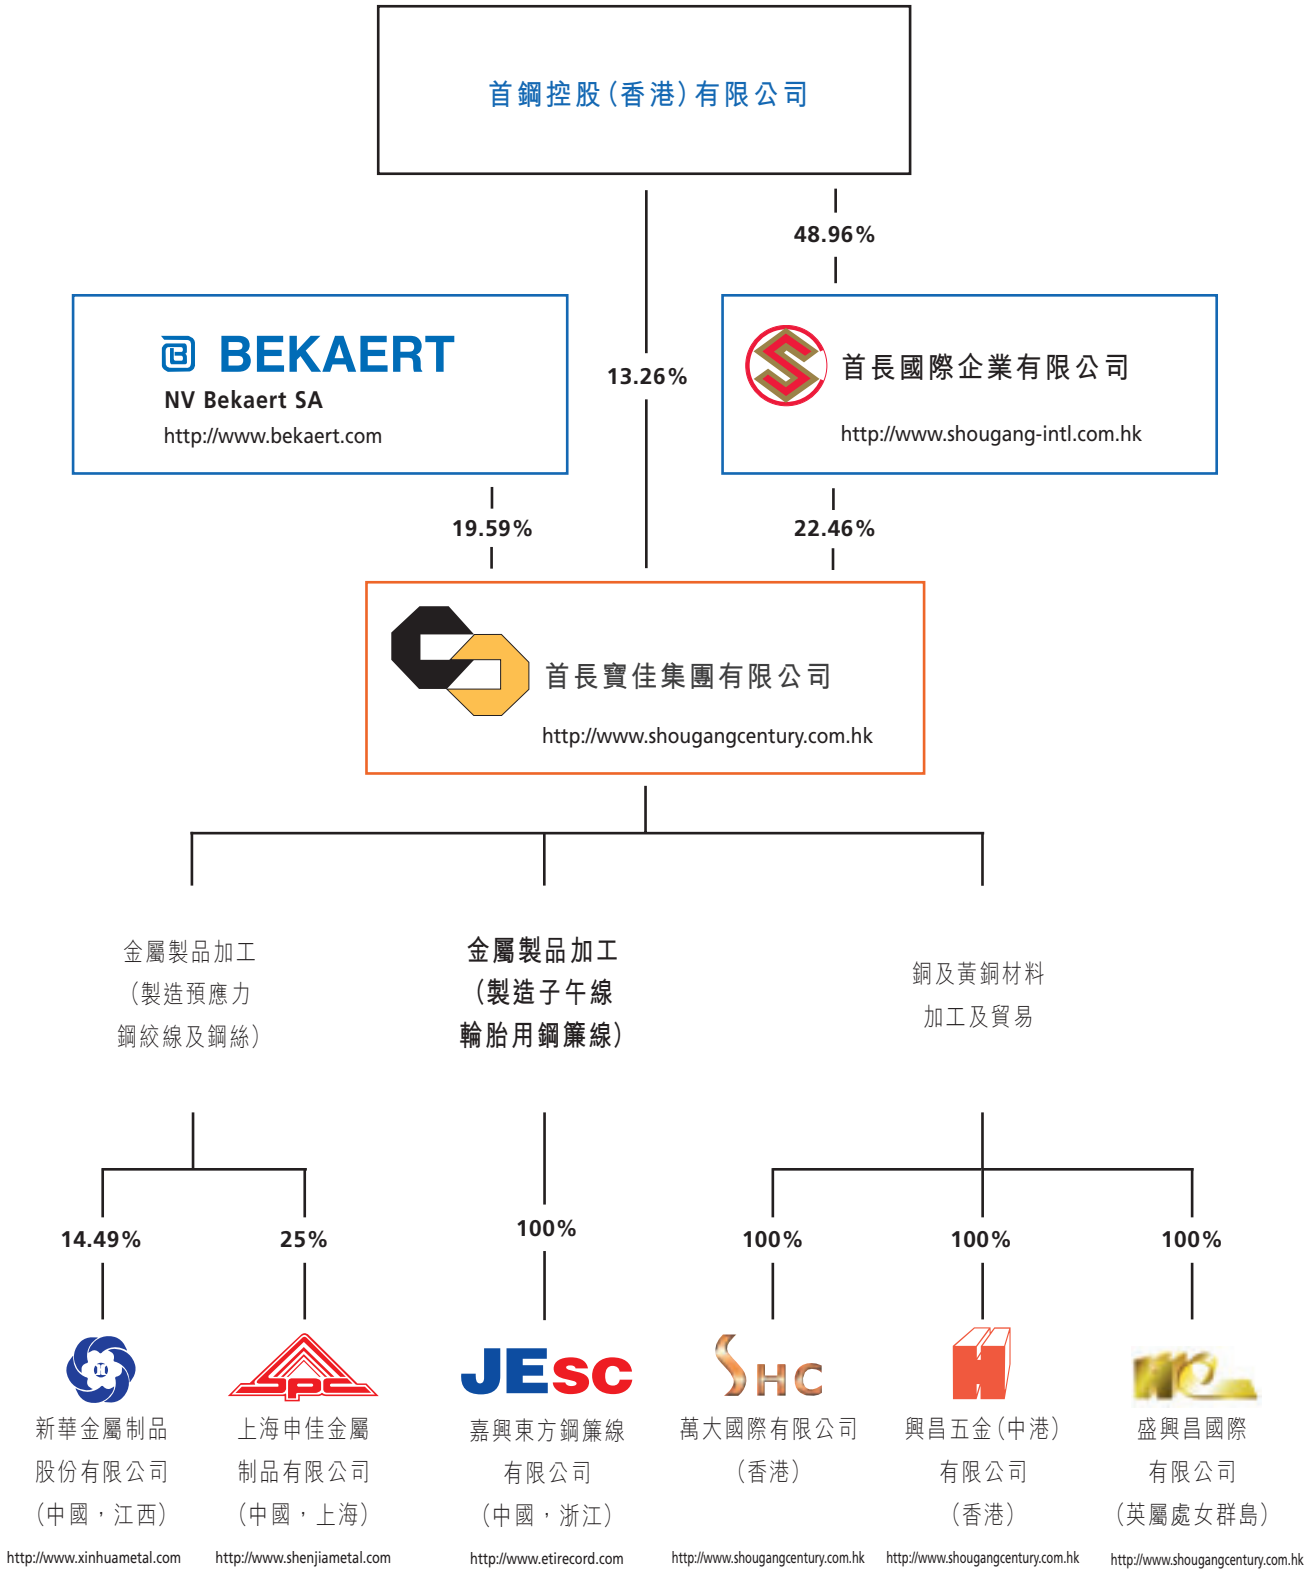 首鋼控股(香港)有限公司
48.96%
BEKAERT
NV Bekaert SA
http://www.bekaert.com
13.26%
首長國際企業有限公司
http://www.shougang-intl.com.hk
19.59%
22.46%
首長寶佳集團有限公司
http://www.shougangcentury.com.hk
金屬製品加工
(製造預應力
鋼絞線及鋼絲)
金屬製品加工
(製造子午線
輪胎用鋼簾線)
銅及黃銅材料
加工及貿易
14.49%
25%
100%
100%
100%
100%
新華金屬制品
股份有限公司
(中國，江西)
http://www.xinhuametal.com
SPC
上海申佳金屬
制品有限公司
(中國，上海)
http://www.shenjiametal.com
JESC
嘉興東方鋼簾線
有限公司
(中國，浙江)
http://www.etirecord.com
SHC
萬大國際有限公司
(香港)
http://www.shougangcentury.com.hk
興昌五金(中港)
有限公司
(香港)
http://www.shougangcentury.com.hk
盛興昌國際
有限公司
(英屬處女群島)
http://www.shougangcentury.com.hk